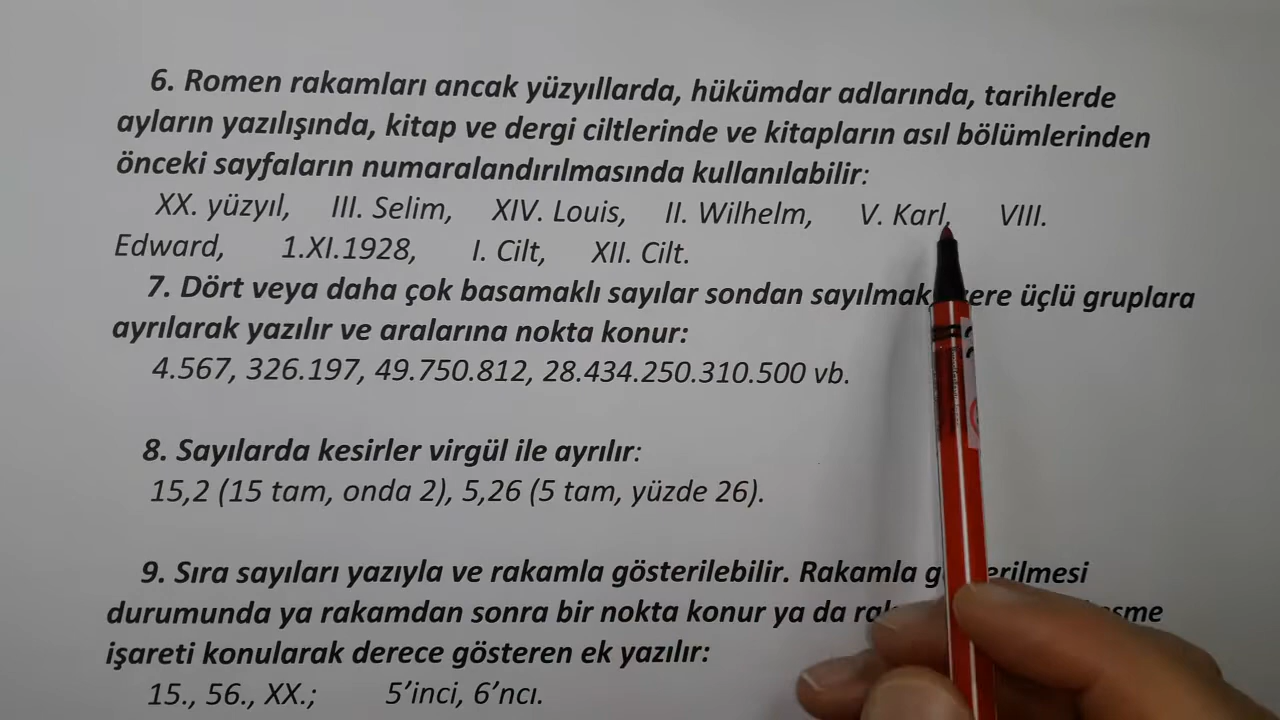 6. Romen rakamları ancak yüzyıllarda, hükümdar adlarında, tarihlerde
ayların yazılışında, kitap ve dergi ciltlerinde ve kitapların asıl bölümlerinden
önceki sayfaların numaralandırılmasında kullanılabilir:
XX. yüzyıl, III. Selim, XIV. Louis, II. Wilhelm, V. Karl, VIII.
Edward, 1.XI.1928, I. Cilt, XII. Cilt.
7. Dört veya daha çok basamaklı sayılar sondan sayılmak üçlü gruplara
ayrılarak yazılır ve aralarına nokta konur:
4.567, 326.197, 49.750.812, 28.434.250.310.500 vb.
8. Sayılarda kesirler virgül ile ayrılır:
15,2 (15 tam, onda 2), 5,26 (5 tam, yüzde 26).
9. Sıra sayıları yazıyla ve rakamla gösterilebilir. Rakamla
durumunda ya rakamdan sonra bir nokta konur ya da
işareti konularak derece gösteren ek yazılır:
15., 56., XX.; 5’inci, 6’ncı.